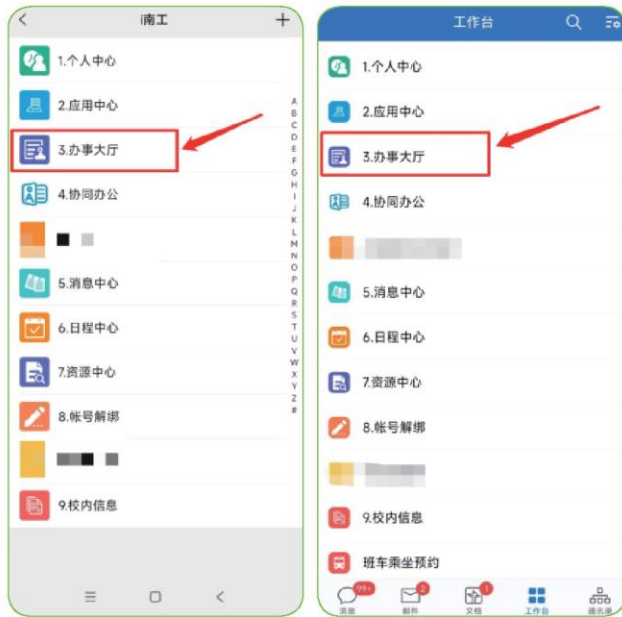 南工
1.个人中心
2.应用中心
3.办事大厅
4.协同办公
5.消息中心
6.日程中心
7.资源中心
8.帐号解绑
9.校内信息
A
B
C
D
E
F
G
H
I
J
K
L
M
N
O
P
Q
R
S
T
U
V
W
X
Y
Z
#
工作台
1.个人中心
2.应用中心
3.办事大厅
4.协同办公
5.消息中心
6.日程中心
7.资源中心
8.帐号解绑
9.校内信息
班车乘坐预约
99+
2
1
消息
邮件
文档
工作台
通讯录